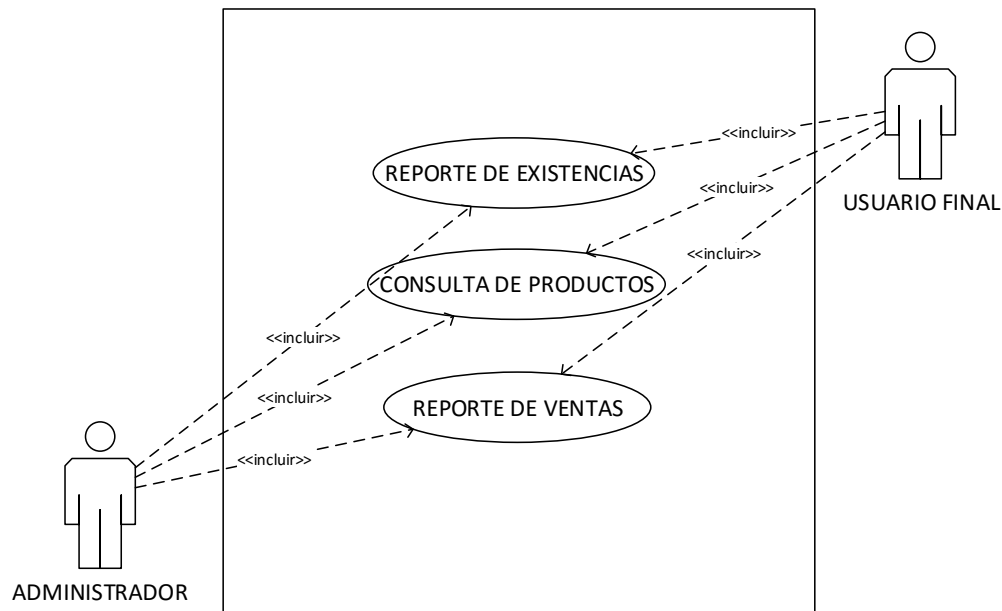 <<incluir>>
REPORTE DE EXISTENCIAS
<<incluir>>
USUARIO FINAL
<<incluir>>
CONSULTA DE PRODUCTOS
<<incluir>>
<<incluir>>
REPORTE DE VENTAS
<<incluir>>
ADMINISTRADOR